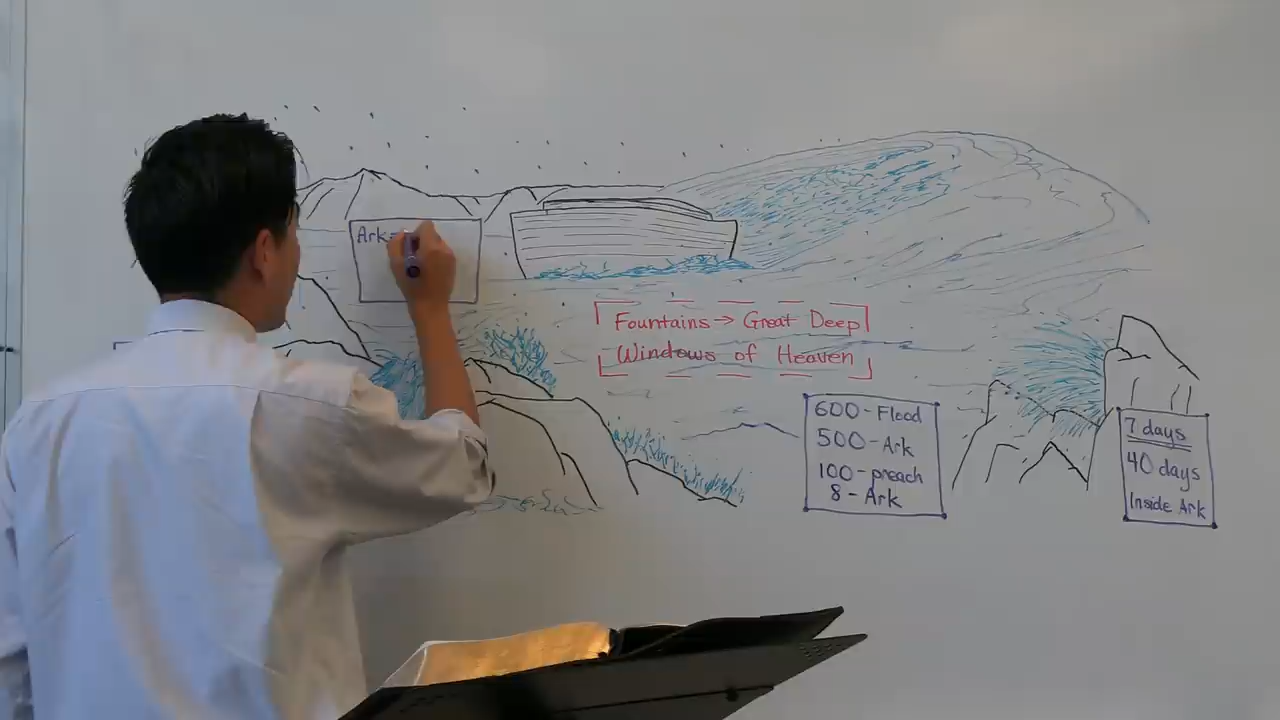 Ark=
Fountains → Great Deep
Windows of Heaven
600 - Flood
500 - Ark
100 - preach
8 - Ark
7 days
40 days
Inside Ark